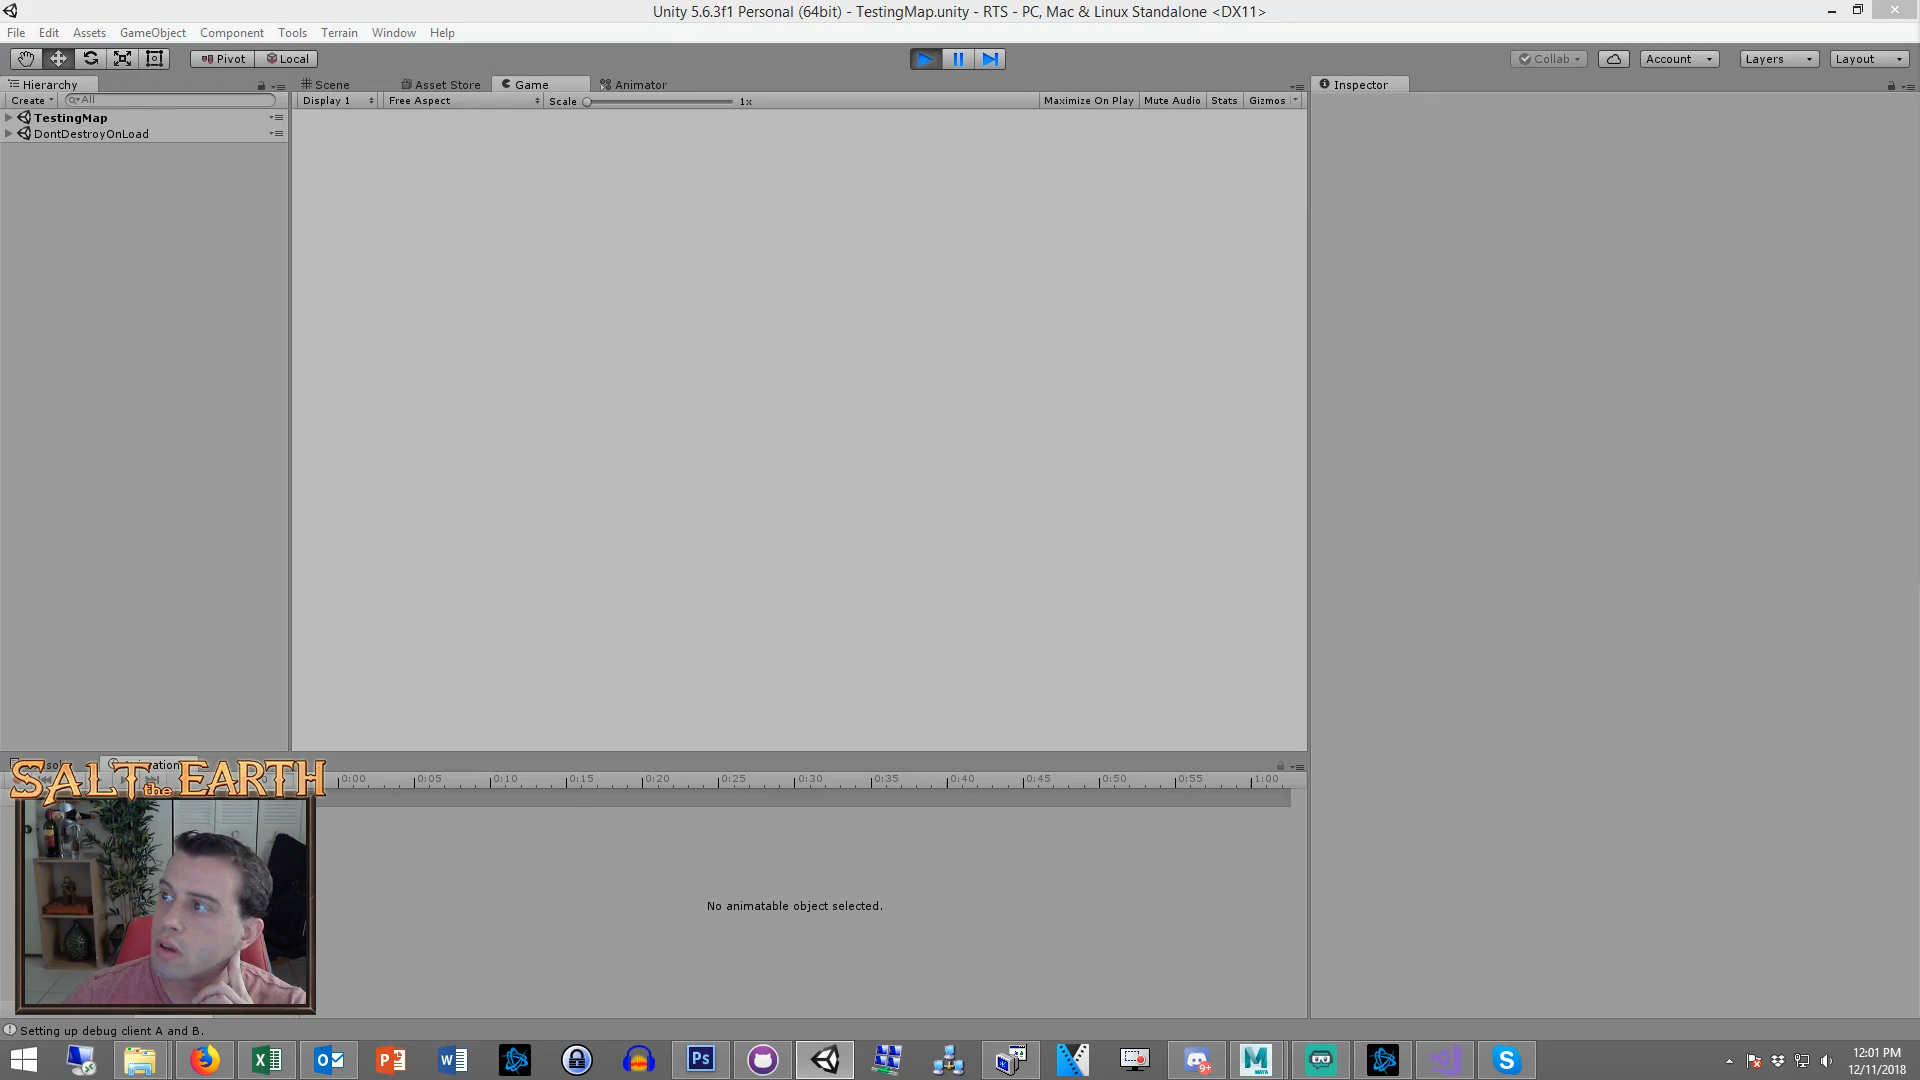 Unity 5.6.3f1 Personal (64bit) - TestingMap.unity - RTS - PC, Mac & Linux Standalone <DX11>
File Edit Assets GameObject Component Tools Terrain Window Help
Pivot Local Collab Account Layers Layout
Hierarchy Scene Asset Store Game Animator Inspector
Create All Display 1 Free Aspect Scale 1x Maximize On Play Mute Audio Stats Gizmos
TestingMap
DontDestroyOnLoad
SALT the EARTH
0:00 0:05 0:10 0:15 0:20 0:25 0:30 0:35 0:40 0:45 0:50 0:55 1:00
No animatable object selected.
Setting up debug client A and B.
Ps
9+
MAYA
12:01 PM
12/11/2018